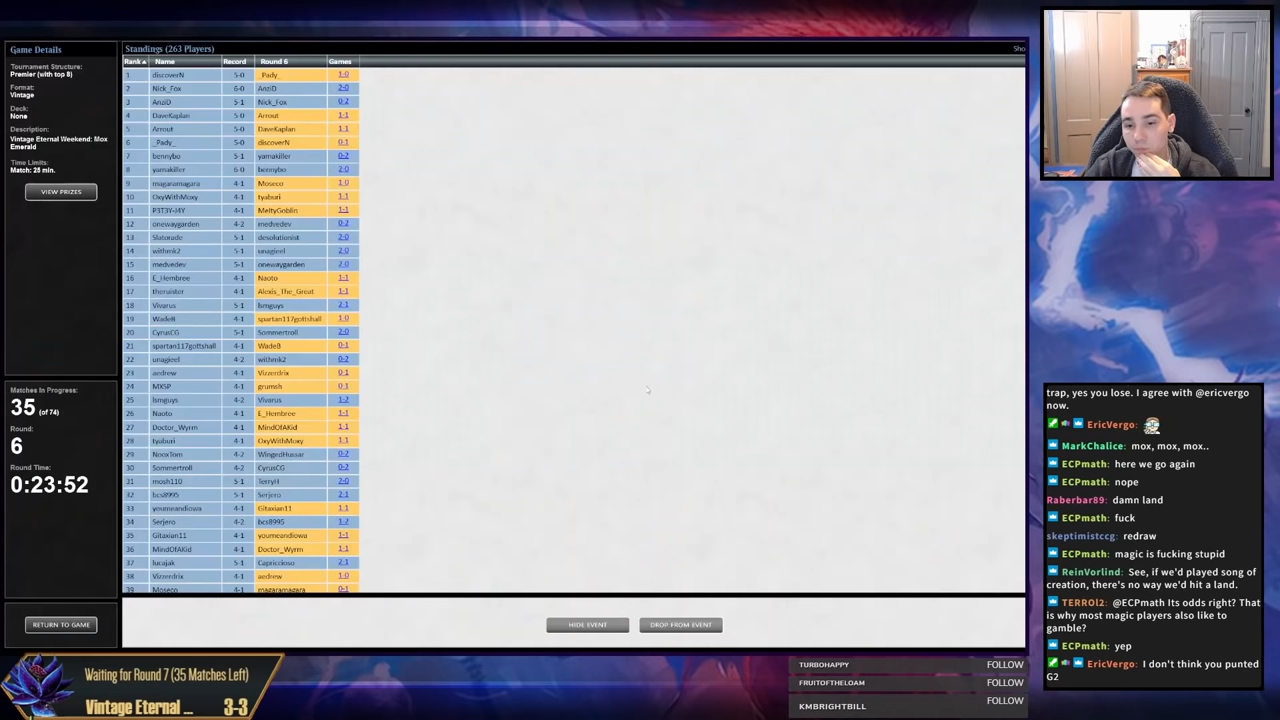 Game Details
Tournament Structure:
Premier (with top 8)
Format:
Vintage
Deck:
None
Description:
Vintage Eternal Weekend: Mox
Emerald
Time Limits:
Match: 25 min.
VIEW PRIZES
Matches In Progress:
35 (of 74)
Round:
6
Round Time:
0:23:52
RETURN TO GAME
Standings (263 Players)
Sho
Rank Name Record Round 6 Games
1 discoverN 5-0 _Pady_ 1-0
2 Nick_Fox 6-0 AnziD 2-0
3 AnziD 5-1 Nick_Fox 0-2
4 DaveKaplan 5-0 Arrout 1-1
5 Arrout 5-0 DaveKaplan 1-1
6 _Pady_ 5-0 discoverN 0-1
7 bennybo 5-1 yamakiller 0-2
8 yamakiller 6-0 bennybo 2-0
9 magaramagara 4-1 Moseco 1-0
10 OxyWithMoxy 4-1 tyaburi 1-1
11 P3T3Y-J4Y 4-1 MeltyGoblin 1-1
12 onewaygarden 4-2 medvedev 0-2
13 Slatorade 5-1 desolutionist 2-0
14 withmk2 5-1 unagieel 2-0
15 medvedev 5-1 onewaygarden 2-0
16 E_Hembree 4-1 Naoto 1-1
17 theruister 4-1 Alexis_The_Great 1-1
18 Vivarus 5-1 lsmguys 2-1
19 WadeB 4-1 spartan117gottshall 1-0
20 CyrusCG 5-1 Sommertroll 2-0
21 spartan117gottshall 4-1 WadeB 0-1
22 unagieel 4-2 withmk2 0-2
23 aedrew 4-1 Vizzerdrix 0-1
24 MXSP 4-1 grumsh 0-1
25 lsmguys 4-2 Vivarus 1-2
26 Naoto 4-1 E_Hembree 1-1
27 Doctor_Wyrm 4-1 MindOfAKid 1-1
28 tyaburi 4-1 OxyWithMoxy 1-1
29 NooxTom 4-2 WingedHussar 0-2
30 Sommertroll 4-2 CyrusCG 0-2
31 mosh110 5-1 TerryH 2-0
32 bcs8995 5-1 Serjero 2-1
33 youmeandiowa 4-1 Gitaxian11 1-1
34 Serjero 4-2 bcs8995 1-2
35 Gitaxian11 4-1 youmeandiowa 1-1
36 MindOfAKid 4-1 Doctor_Wyrm 1-1
37 lucajak 5-1 Capriccioso 2-1
38 Vizzerdrix 4-1 aedrew 1-0
39 Moseco 4-1 magaramagara 0-1
HIDE EVENT
DROP FROM EVENT
trap, yes you lose. I agree with @ericvergo
now.
EricVergo:
MarkChalice: mox, mox, mox..
ECPmath: here we go again
ECPmath: nope
Raberbar89: damn land
ECPmath: fuck
skeptimistccg: redraw
ECPmath: magic is fucking stupid
ReinVorlind: See, if we'd played song of
creation, there's no way we'd hit a land.
TERROl2: @ECPmath Its odds right? That
is why most magic players also like to
gamble?
ECPmath: yep
EricVergo: I don't think you punted
G2
Waiting for Round 7 (35 Matches Left)
Vintage Eternal ... 3-3
TURBOHAPPY FOLLOW
FRUITOFTHELOAM FOLLOW
KMBRIGHTBILL FOLLOW